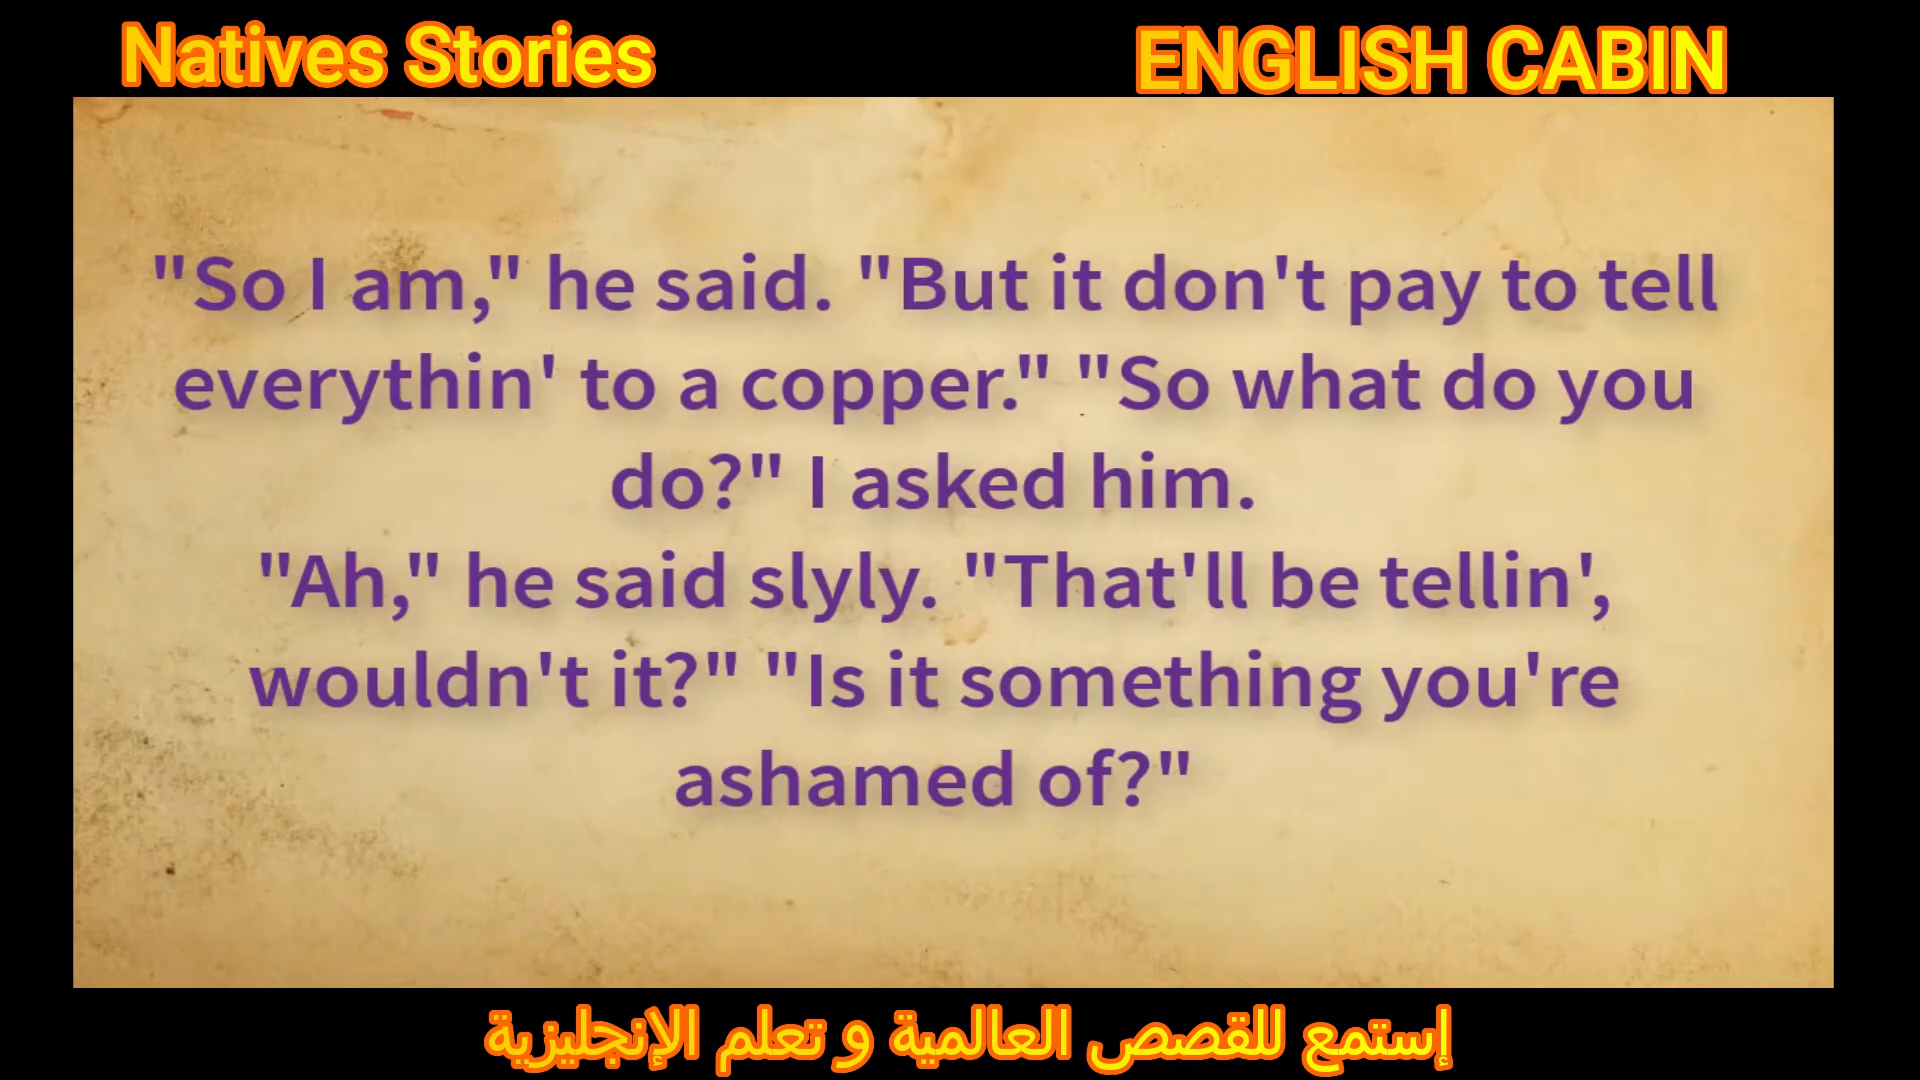 Natives Stories
ENGLISH CABIN
"So I am," he said. "But it don't pay to tell
everythin' to a copper." "So what do you
do?" I asked him.
"Ah," he said slyly. "That'll be tellin',
wouldn't it?" "Is it something you're
ashamed of?"
إستمع للقصص العالمية و تعلم الإنجليزية